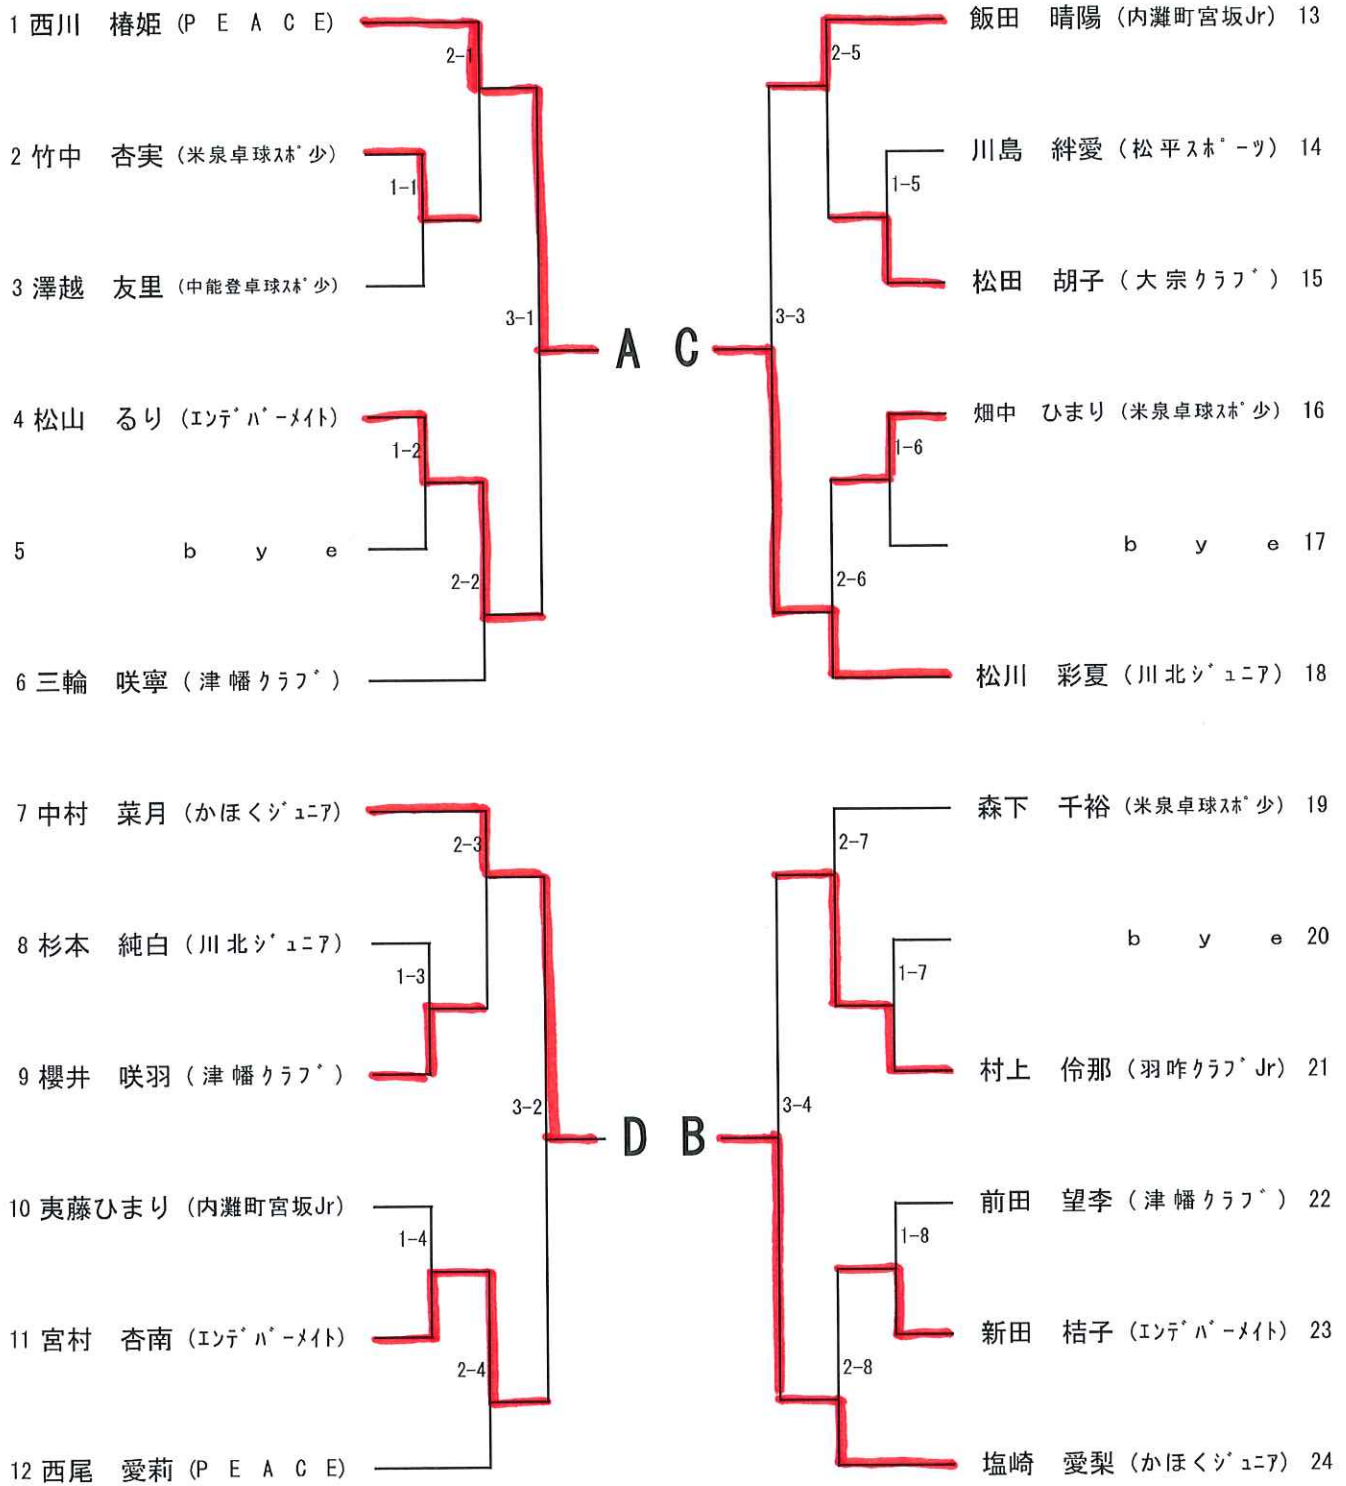 1 西川　椿姫 (ＰＥＡＣＥ)
2-1
2 竹中　杏実 (米泉卓球ｽﾎﾟ少)
1-1
3 澤越　友里 (中能登卓球ｽﾎﾟ少)
3-1
A
4 松山　るり (ｴﾝﾃﾞﾊﾞｰﾒｲﾄ)
1-2
5 ｂｙｅ
2-2
6 三輪　咲寧 (津幡ｸﾗﾌﾞ)
7 中村　菜月 (かほくｼﾞｭﾆｱ)
2-3
8 杉本　純白 (川北ｼﾞｭﾆｱ)
1-3
9 櫻井　咲羽 (津幡ｸﾗﾌﾞ)
3-2
D
10 夷藤ひまり (内灘町宮坂Jr)
1-4
11 宮村　杏南 (ｴﾝﾃﾞﾊﾞｰﾒｲﾄ)
2-4
12 西尾　愛莉 (ＰＥＡＣＥ)
飯田　晴陽 (内灘町宮坂Jr) 13
2-5
川島　絆愛 (松平ｽﾎﾟｰﾂ) 14
1-5
松田　胡子 (大宗ｸﾗﾌﾞ) 15
3-3
C
畑中　ひまり (米泉卓球ｽﾎﾟ少) 16
1-6
ｂｙｅ 17
2-6
松川　彩夏 (川北ｼﾞｭﾆｱ) 18
森下　千裕 (米泉卓球ｽﾎﾟ少) 19
2-7
ｂｙｅ 20
1-7
村上　伶那 (羽咋ｸﾗﾌﾞJr) 21
3-4
B
前田　望李 (津幡ｸﾗﾌﾞ) 22
1-8
新田　桔子 (ｴﾝﾃﾞﾊﾞｰﾒｲﾄ) 23
2-8
塩崎　愛梨 (かほくｼﾞｭﾆｱ) 24